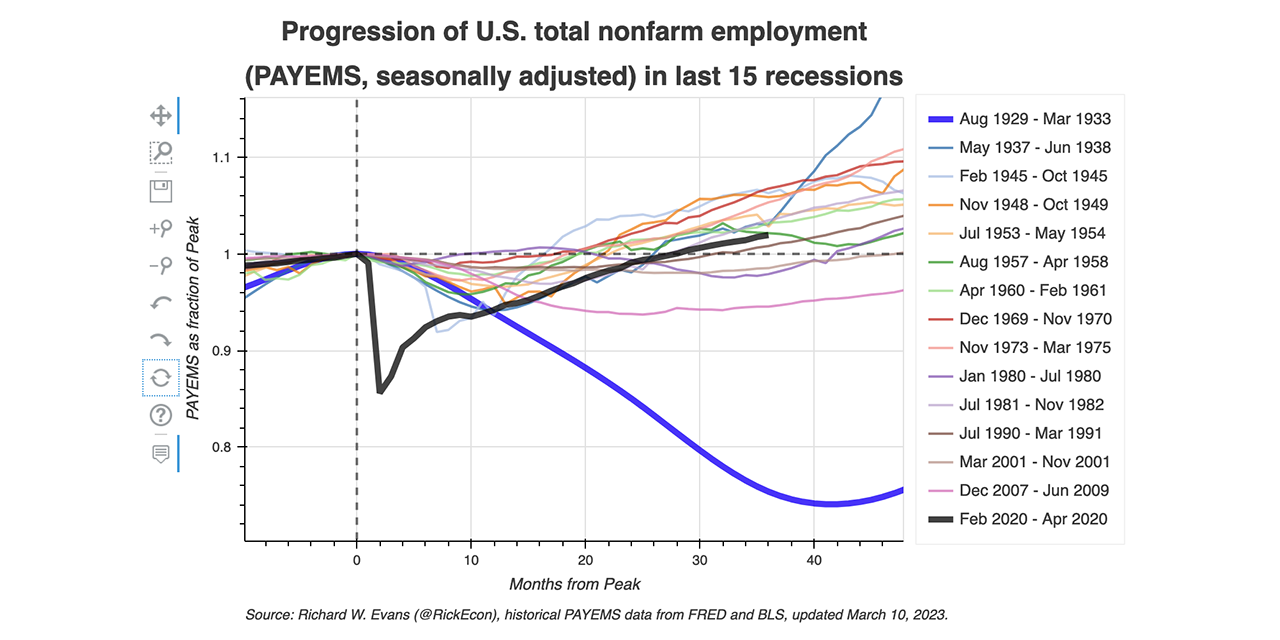 Progression of U.S. total nonfarm employment
(PAYEMS, seasonally adjusted) in last 15 recessions
PAYEMS as fraction of Peak
1.1
1
0.9
0.8
0
10
20
30
40
Months from Peak
Aug 1929 - Mar 1933
May 1937 - Jun 1938
Feb 1945 - Oct 1945
Nov 1948 - Oct 1949
Jul 1953 - May 1954
Aug 1957 - Apr 1958
Apr 1960 - Feb 1961
Dec 1969 - Nov 1970
Nov 1973 - Mar 1975
Jan 1980 - Jul 1980
Jul 1981 - Nov 1982
Jul 1990 - Mar 1991
Mar 2001 - Nov 2001
Dec 2007 - Jun 2009
Feb 2020 - Apr 2020
Source: Richard W. Evans (@RickEcon), historical PAYEMS data from FRED and BLS, updated March 10, 2023.